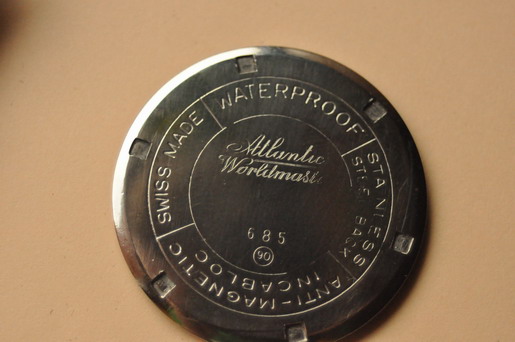 WATERPROOF
STAINLESS
STEEL BACK
ANTI-MAGNETIC
INCABLOC
SWISS MADE
Atlantic
Worldmaster
685
90